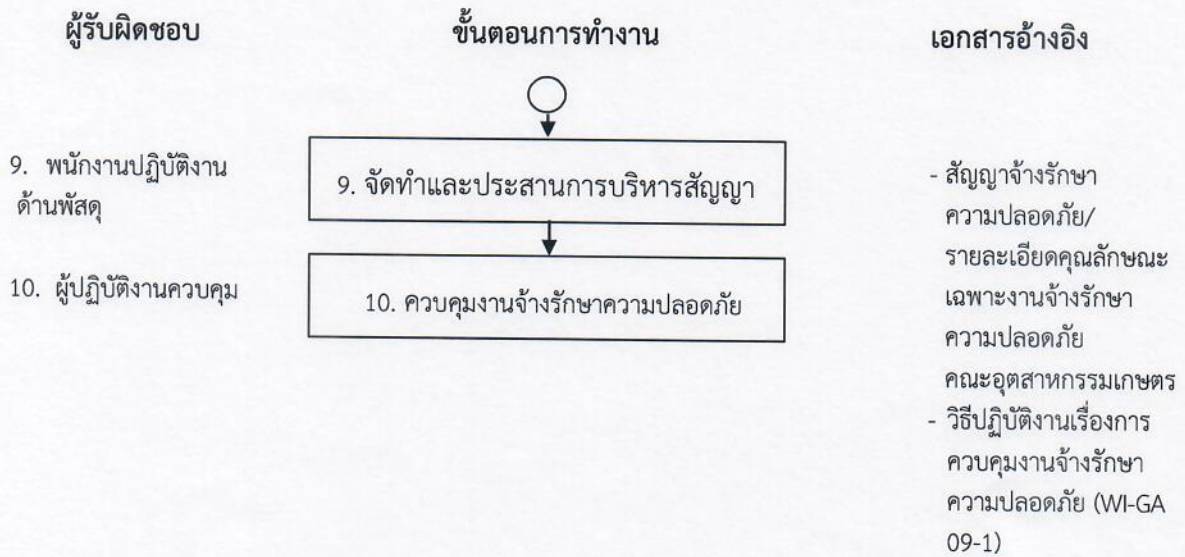 ผู้รับผิดชอบ
ขั้นตอนการทำงาน
เอกสารอ้างอิง
9. พนักงานปฏิบัติงาน
ด้านพัสดุ
9. จัดทำและประสานการบริหารสัญญา
10. ผู้ปฏิบัติงานควบคุม
10. ควบคุมงานจ้างรักษาความปลอดภัย
- สัญญาจ้างรักษา
ความปลอดภัย/
รายละเอียดคุณลักษณะ
เฉพาะงานจ้างรักษา
ความปลอดภัย
คณะอุตสาหกรรมเกษตร
- วิธีปฏิบัติงานเรื่องการ
ควบคุมงานจ้างรักษา
ความปลอดภัย (WI-GA
09-1)